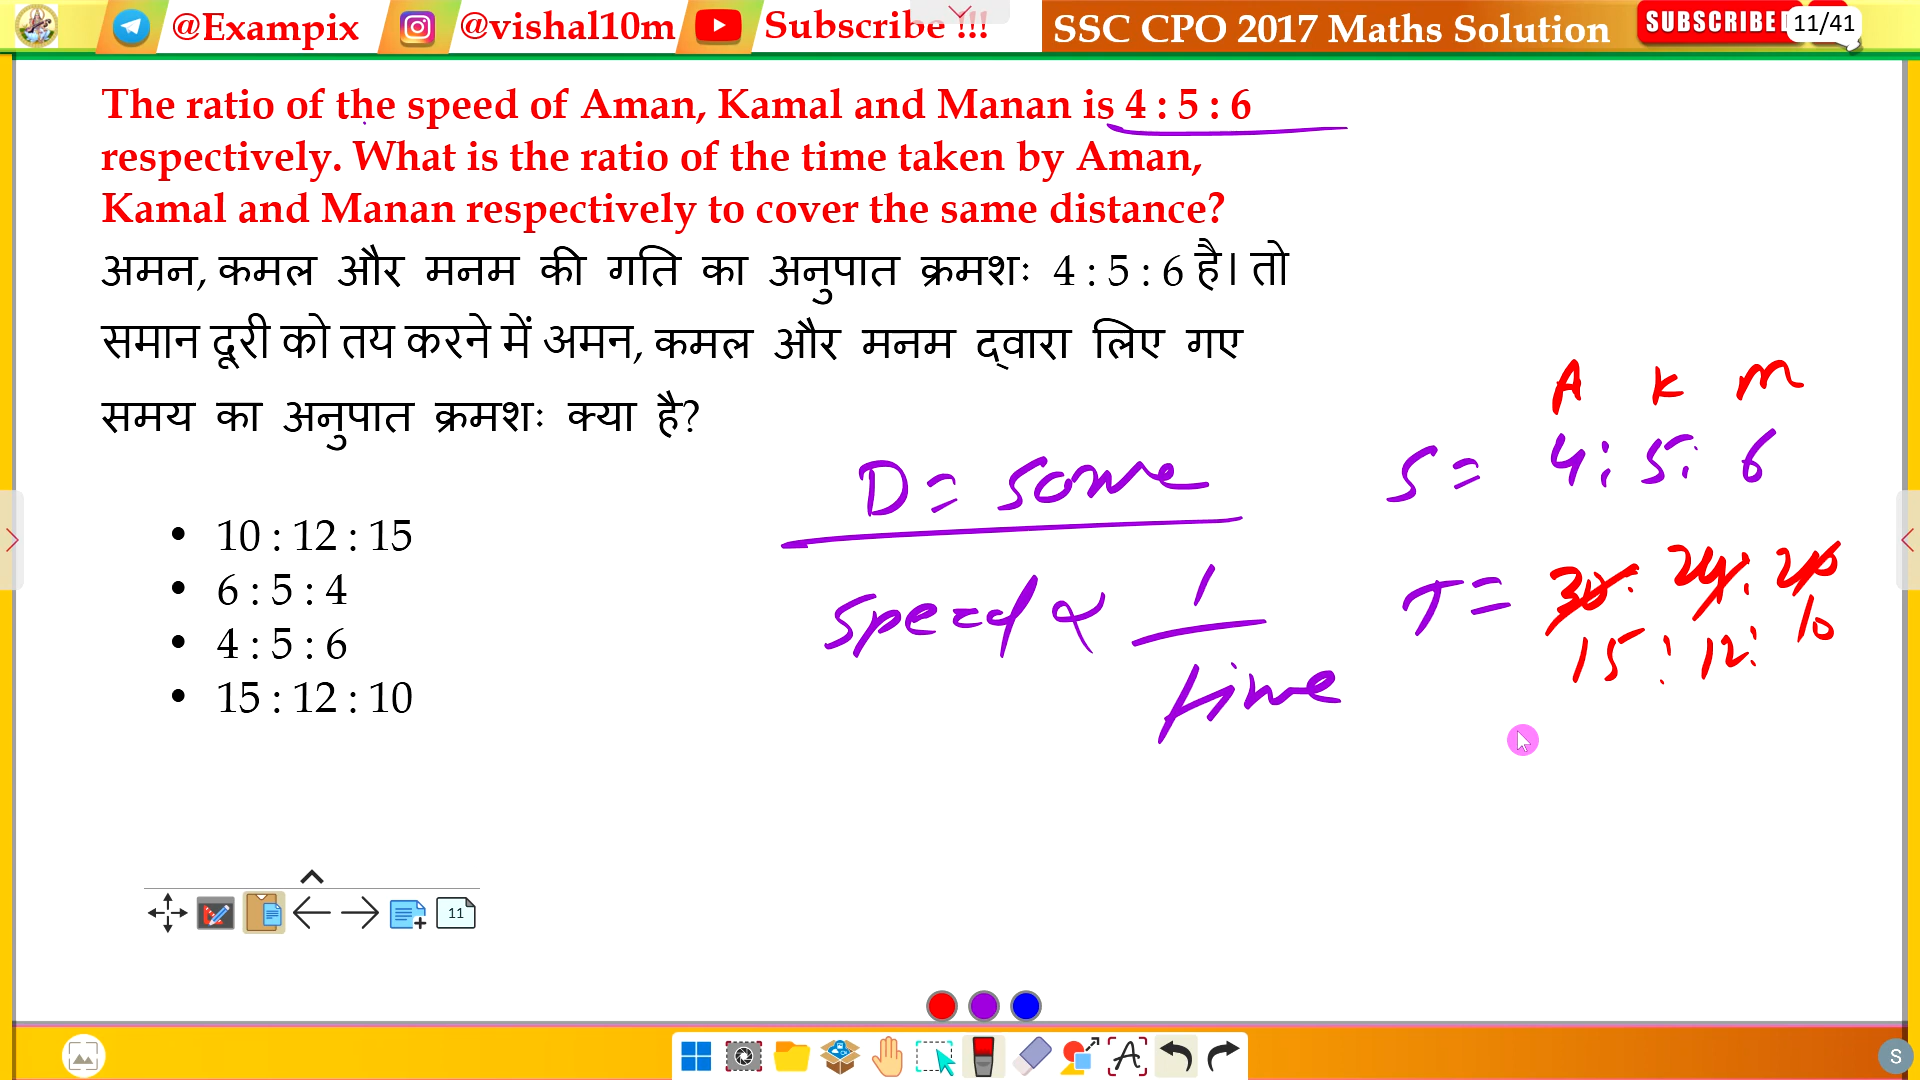 @Exampix @vishal10m Subscribe !!! SSC CPO 2017 Maths Solution SUBSCRIBE 11/41
The ratio of the speed of Aman, Kamal and Manan is 4 : 5 : 6
respectively. What is the ratio of the time taken by Aman,
Kamal and Manan respectively to cover the same distance?
अमन, कमल और मनम की गति का अनुपात क्रमशः 4 : 5 : 6 है। तो
समान दूरी को तय करने में अमन, कमल और मनम द्वारा लिए गए
समय का अनुपात क्रमशः क्या है?
• 10 : 12 : 15
• 6 : 5 : 4
• 4 : 5 : 6
• 15 : 12 : 10
D = same
speed ∝ 1
time
A K M
S = 4 : 5 : 6
T = 30 : 24 : 20
15 : 12 : 10
11
S